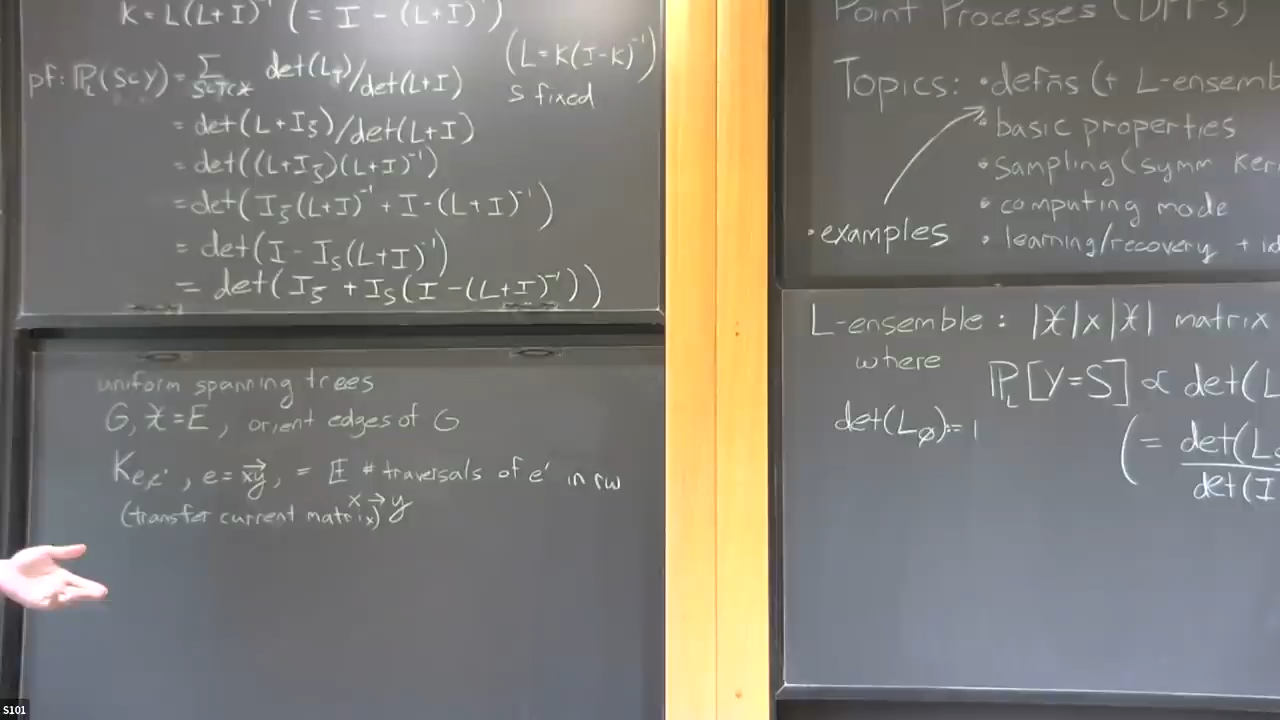 K = L(L+I)⁻¹ (= I - (L+I)⁻¹)
(L = K(I-K)⁻¹)
pf: ℙ_L(S⊂Y) = Σ_{S⊂T⊂X} det(L_T)/det(L+I)
S fixed
= det(L+I_S̄)/det(L+I)
= det((L+I_S̄)(L+I)⁻¹)
= det(I_S̄(L+I)⁻¹ + I-(L+I)⁻¹)
= det(I - I_S(L+I)⁻¹)
= det(I_S̄ + I_S(I-(L+I)⁻¹))
uniform spanning trees
G, X=E, orient edges of G
K_{e,e'}, e = xy, = E # traversals of e' in rw
x → y
(transfer current matrix)
Point Processes (DPPs)
Topics: • defns (+ L-ensemb
• basic properties
• sampling (symm ker
• computing mode
• examples
• learning/recovery + id
L-ensemble: |X|x|X| matrix
where
ℙ_L[Y=S] ∝ det(L
det(L_∅):=1
(= det(L
det(I
S101